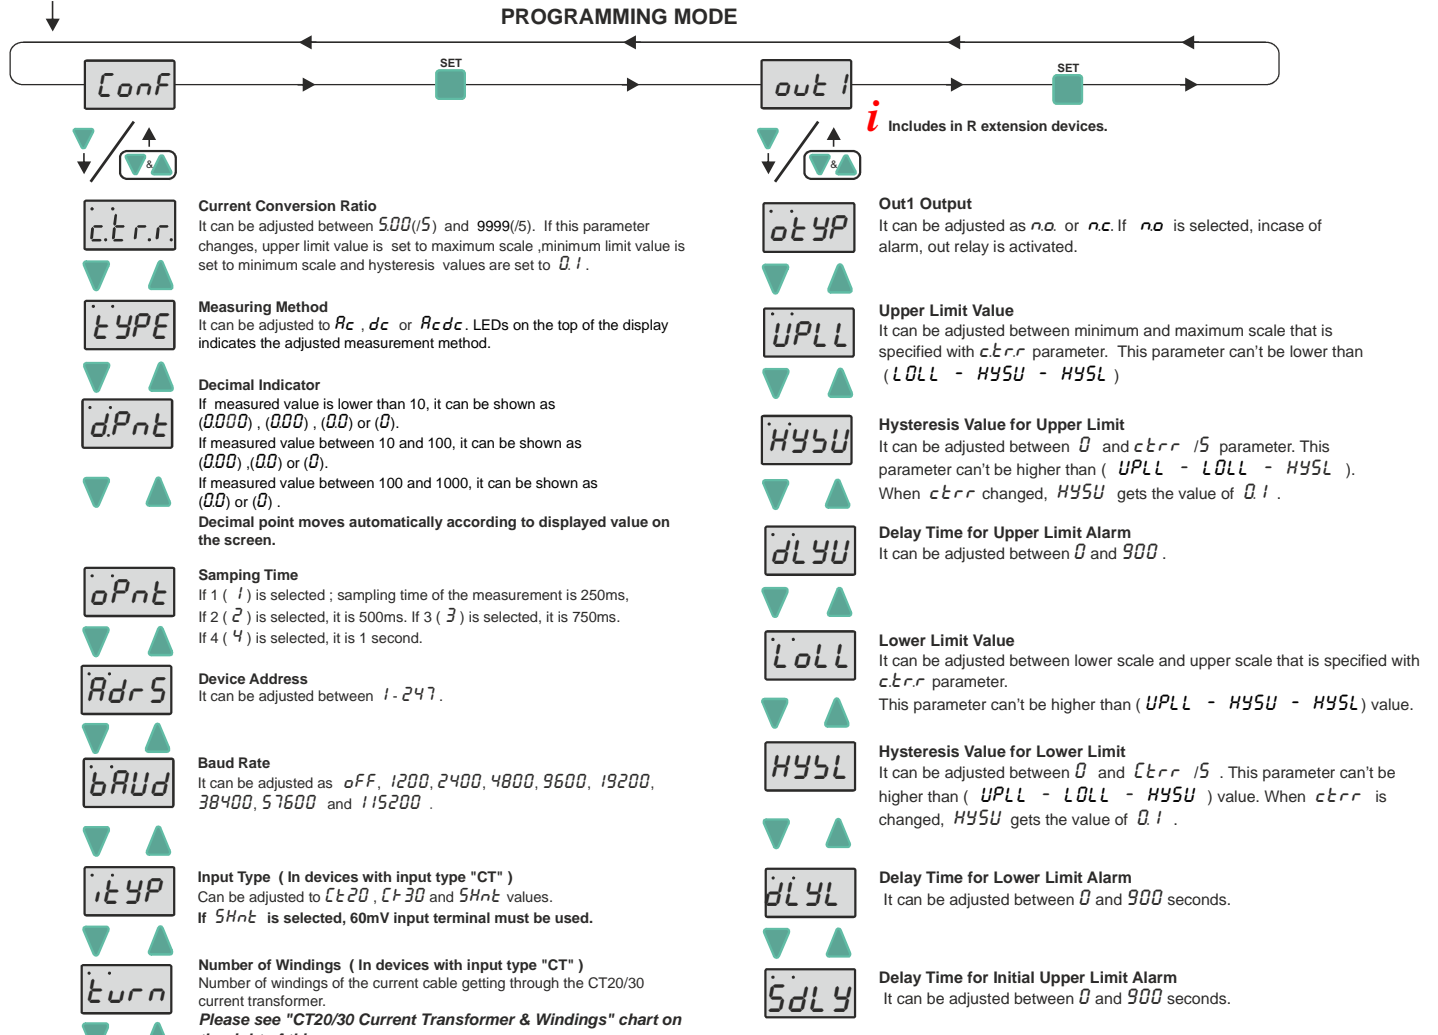 PROGRAMMING MODE
ConF
SET
out 1
SET
i Includes in R extension devices.
&
&
c.t.r.r.
Current Conversion Ratio
It can be adjusted between 5.00(/5) and 9999(/5). If this parameter
changes, upper limit value is set to maximum scale ,minimum limit value is
set to minimum scale and hysteresis values are set to 0.1 .
tYPE
Measuring Method
It can be adjusted to Ac , dc or Acdc. LEDs on the top of the display
indicates the adjusted measurement method.
d.Pnt
Decimal Indicator
If measured value is lower than 10, it can be shown as
(0.000) , (0.00) , (0.0) or (0).
If measured value between 10 and 100, it can be shown as
(0.00) ,(0.0) or (0).
If measured value between 100 and 1000, it can be shown as
(0.0) or (0) .
Decimal point moves automatically according to displayed value on
the screen.
oPnt
Samping Time
If 1 ( 1 ) is selected ; sampling time of the measurement is 250ms,
If 2 ( 2 ) is selected, it is 500ms. If 3 ( 3 ) is selected, it is 750ms.
If 4 ( 4 ) is selected, it is 1 second.
AdrS
Device Address
It can be adjusted between 1 - 247 .
bAUd
Baud Rate
It can be adjusted as oFF, 1200, 2400, 4800, 9600, 19200,
38400, 57600 and 115200 .
itYP
Input Type ( In devices with input type "CT" )
Can be adjusted to Ct20 , Ct30 and SHnt values.
If SHnt is selected, 60mV input terminal must be used.
turn
Number of Windings ( In devices with input type "CT" )
Number of windings of the current cable getting through the CT20/30
current transformer.
Please see "CT20/30 Current Transformer & Windings" chart on
otYP
Out1 Output
It can be adjusted as n.o. or n.c. If n.o is selected, incase of
alarm, out relay is activated.
UPLL
Upper Limit Value
It can be adjusted between minimum and maximum scale that is
specified with c.tr.r parameter. This parameter can't be lower than
( LOLL - HYSU - HYSL )
HYSU
Hysteresis Value for Upper Limit
It can be adjusted between 0 and ctrr /5 parameter. This
parameter can't be higher than ( UPLL - LOLL - HYSL ).
When ctrr changed, HYSU gets the value of 0.1 .
dLYU
Delay Time for Upper Limit Alarm
It can be adjusted between 0 and 900 .
LoLL
Lower Limit Value
It can be adjusted between lower scale and upper scale that is specified with
c.tr.r parameter.
This parameter can't be higher than ( UPLL - HYSU - HYSL) value.
HYSL
Hysteresis Value for Lower Limit
It can be adjusted between 0 and Ctrr /5 . This parameter can't be
higher than ( UPLL - LOLL - HYSU ) value. When ctrr is
changed, HYSU gets the value of 0.1 .
dLYL
Delay Time for Lower Limit Alarm
It can be adjusted between 0 and 900 seconds.
SdLY
Delay Time for Initial Upper Limit Alarm
It can be adjusted between 0 and 900 seconds.